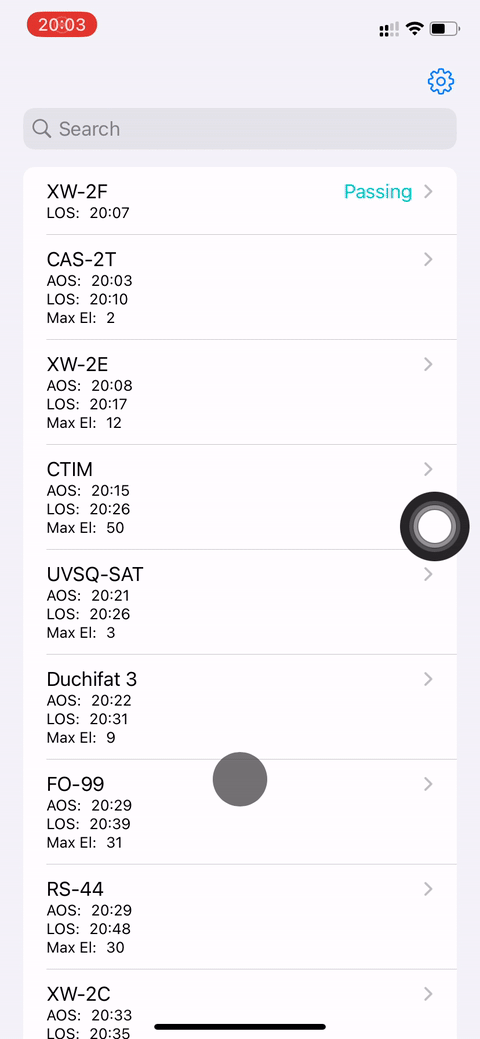 20:03
Search
XW-2F
Passing
LOS: 20:07
CAS-2T
AOS: 20:03
LOS: 20:10
Max El: 2
XW-2E
AOS: 20:08
LOS: 20:17
Max El: 12
CTIM
AOS: 20:15
LOS: 20:26
Max El: 50
UVSQ-SAT
AOS: 20:21
LOS: 20:26
Max El: 3
Duchifat 3
AOS: 20:22
LOS: 20:31
Max El: 9
FO-99
AOS: 20:29
LOS: 20:39
Max El: 31
RS-44
AOS: 20:29
LOS: 20:48
Max El: 30
XW-2C
AOS: 20:33
LOS: 20:35